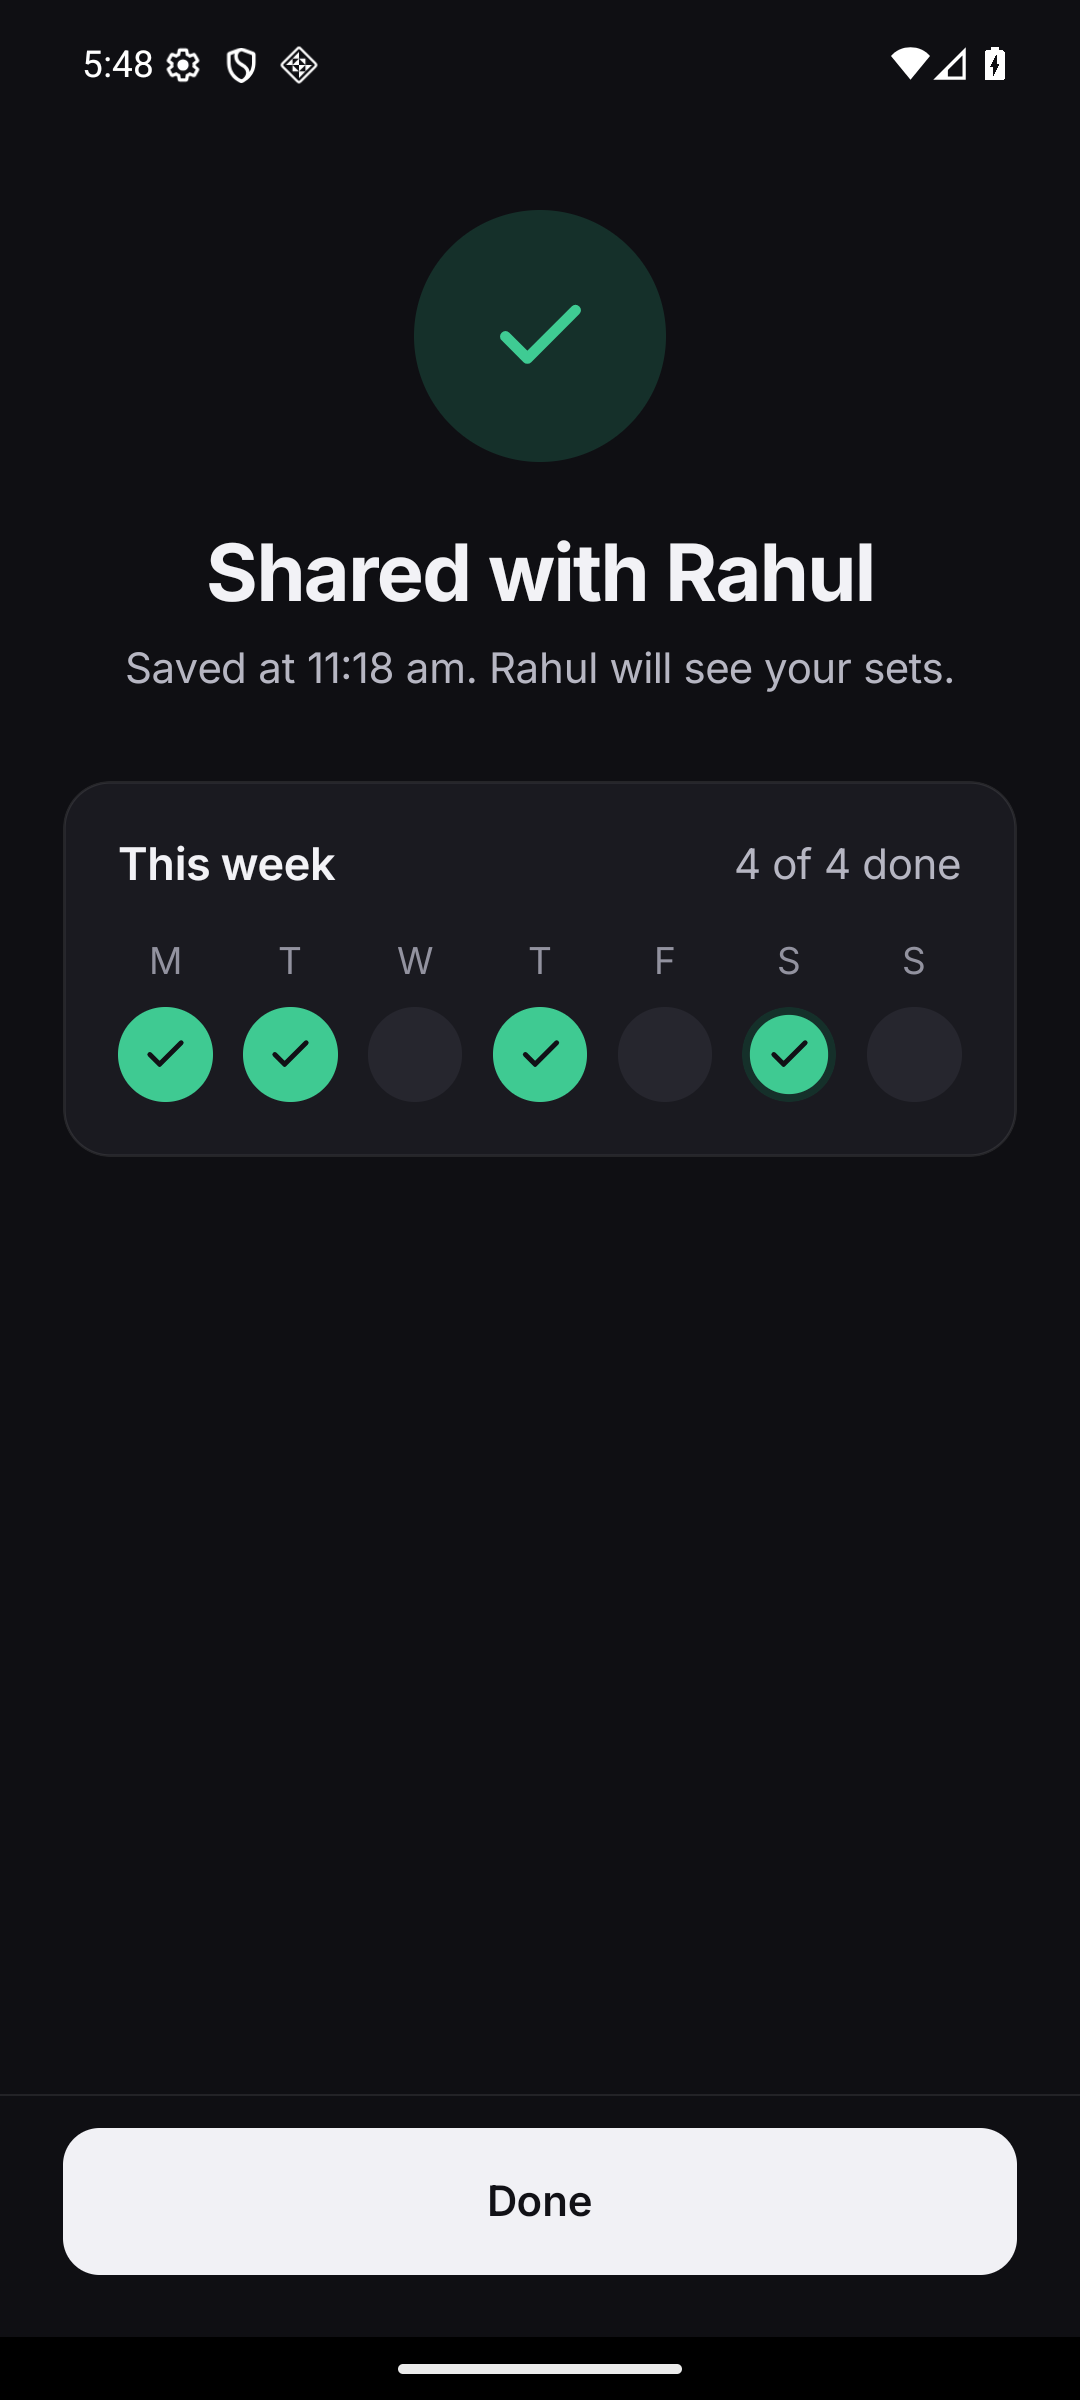 5:48
Shared with Rahul
Saved at 11:18 am. Rahul will see your sets.
This week 4 of 4 done
M T W T F S S
Done